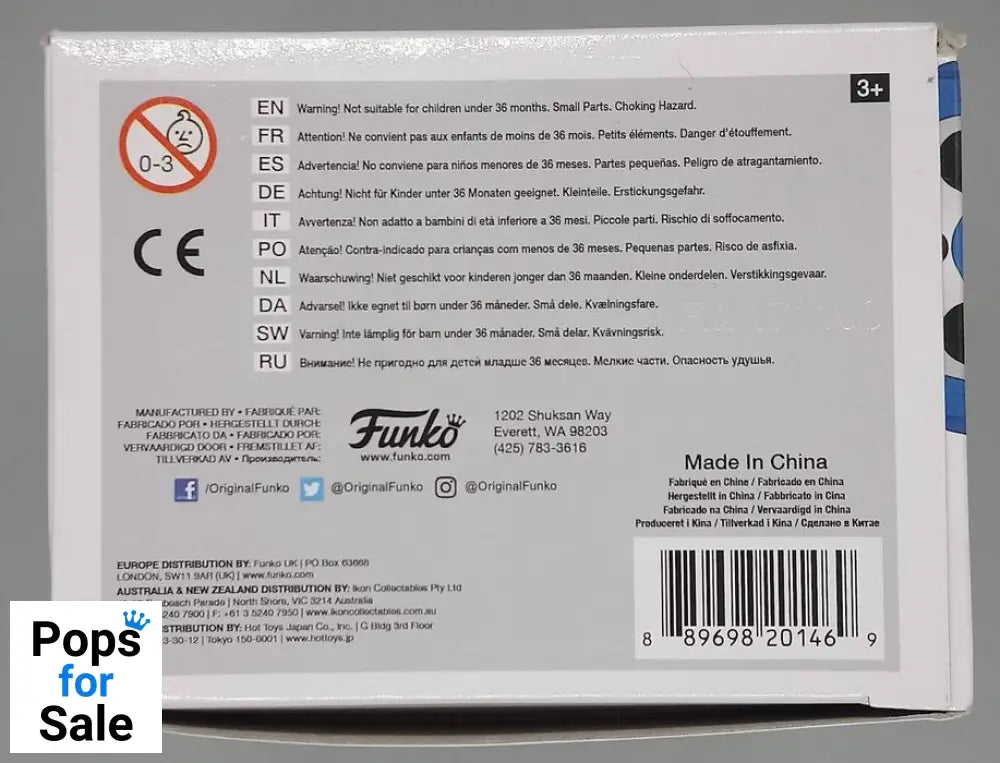 3+
0-3
EN Warning! Not suitable for children under 36 months. Small Parts. Choking Hazard.
FR Attention! Ne convient pas aux enfants de moins de 36 mois. Petits éléments. Danger d'étouffement.
ES Advertencia! No conviene para niños menores de 36 meses. Partes pequeñas. Peligro de atragantamiento.
DE Achtung! Nicht für Kinder unter 36 Monaten geeignet. Kleinteile. Erstickungsgefahr.
IT Avvertenza! Non adatto a bambini di età inferiore a 36 mesi. Piccole parti. Rischio di soffocamento.
PO Atenção! Contra-indicado para crianças com menos de 36 meses. Pequenas partes. Risco de asfixia.
NL Waarschuwing! Niet geschikt voor kinderen jonger dan 36 maanden. Kleine onderdelen. Verstikkingsgevaar.
DA Advarsel! Ikke egnet til børn under 36 måneder. Små dele. Kvælningsfare.
SW Varning! Inte lämplig för barn under 36 månader. Små delar. Kvävningsrisk.
RU Внимание! Не пригодно для детей младше 36 месяцев. Мелкие части. Опасность удушья.
CE
MANUFACTURED BY • FABRIQUÉ PAR:
FABRICADO POR • HERGESTELLT DURCH:
FABBRICATO DA • FABRICADO POR:
VERVAARDIGD DOOR • FREMSTILLET AF:
TILLVERKAD AV • Производитель:
Funko
www.funko.com
1202 Shuksan Way
Everett, WA 98203
(425) 783-3616
/OriginalFunko @OriginalFunko @OriginalFunko
Made In China
Fabriqué en Chine / Fabricado en China
Hergestellt in China / Fabbricato in Cina
Fabricado na China / Vervaardigd in China
Produceret i Kina / Tillverkad i Kina / Сделано в Китае
8 89698 20146 9
EUROPE DISTRIBUTION BY: Funko UK | PO Box 63668
LONDON, SW11 9AR (UK) | www.funko.com
AUSTRALIA & NEW ZEALAND DISTRIBUTION BY: Ikon Collectables Pty Ltd
Parade | North Shore, VIC 3214 Australia
240 7900 | F: +61 3 5240 7950 | www.ikoncollectables.com.au
TRIBUTION BY: Hot Toys Japan Co., Inc. | G Bldg 3rd Floor
3-30-12 | Tokyo 150-0001 | www.hottoys.jp
Pops
for
Sale